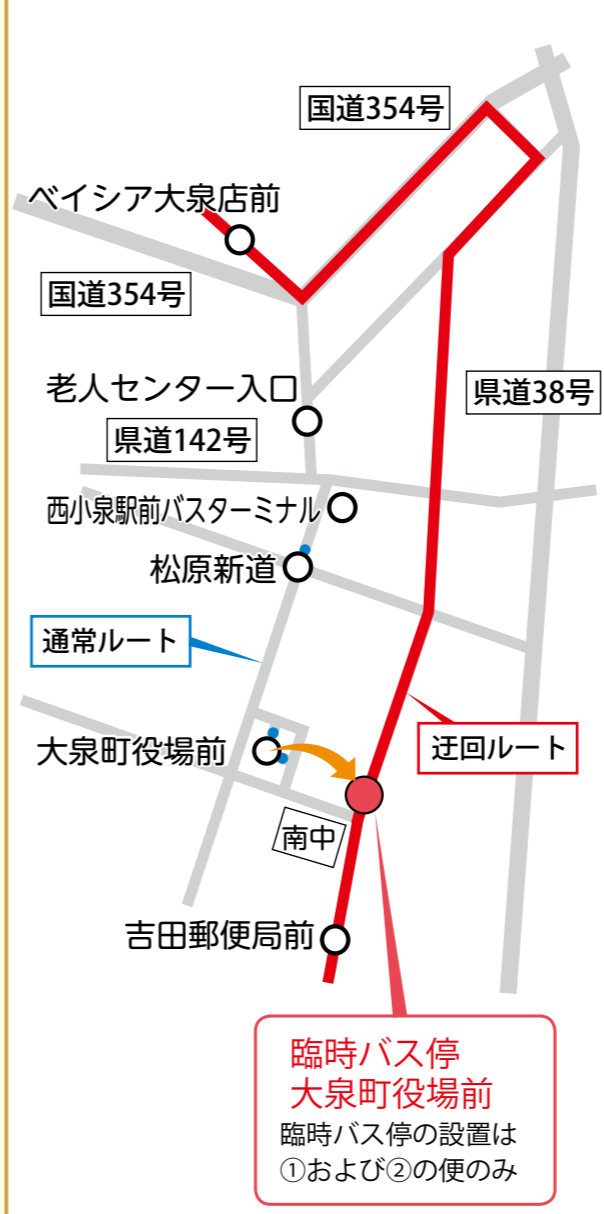 国道354号
ベイシア大泉店前
国道354号
老人センター入口
県道38号
県道142号
西小泉駅前バスターミナル
松原新道
通常ルート
大泉町役場前
迂回ルート
南中
吉田郵便局前
臨時バス停
大泉町役場前
臨時バス停の設置は
①および②の便のみ